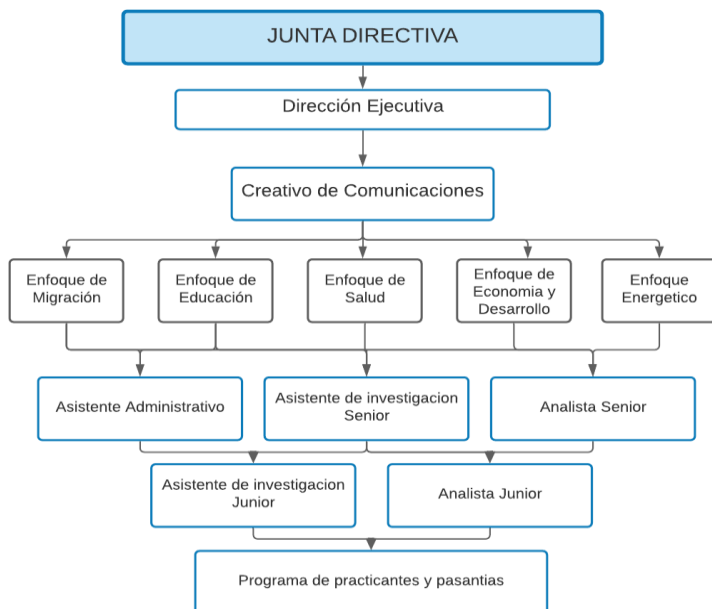 JUNTA DIRECTIVA
Dirección Ejecutiva
Creativo de Comunicaciones
Enfoque de
Migración
Enfoque de
Educación
Enfoque de
Salud
Enfoque de
Economia y
Desarrollo
Enfoque
Energetico
Asistente Administrativo
Asistente de investigacion
Senior
Analista Senior
Asistente de investigacion
Junior
Analista Junior
Programa de practicantes y pasantias